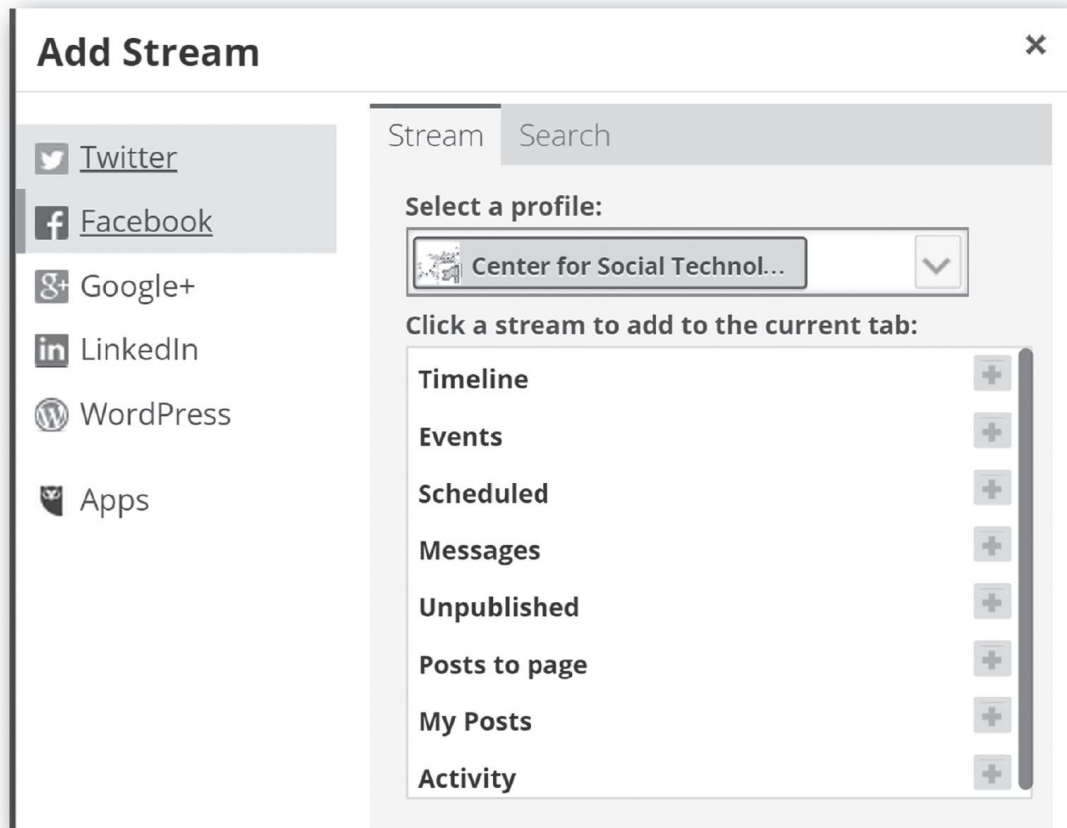 Add Stream
Twitter
Facebook
Google+
LinkedIn
WordPress
Apps
Stream
Search
Select a profile:
Center for Social Technol...
Click a stream to add to the current tab:
Timeline
Events
Scheduled
Messages
Unpublished
Posts to page
My Posts
Activity